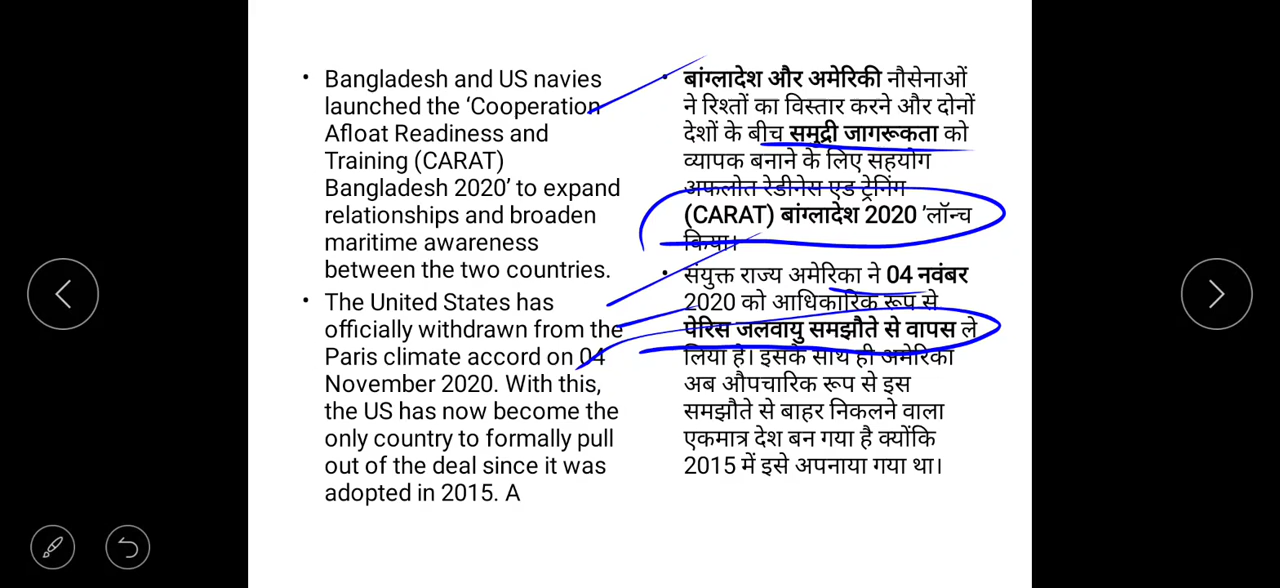 • Bangladesh and US navies
launched the ‘Cooperation
Afloat Readiness and
Training (CARAT)
Bangladesh 2020’ to expand
relationships and broaden
maritime awareness
between the two countries.
• The United States has
officially withdrawn from the
Paris climate accord on 04
November 2020. With this,
the US has now become the
only country to formally pull
out of the deal since it was
adopted in 2015. A
• बांग्लादेश और अमेरिकी नौसेनाओं
ने रिश्तों का विस्तार करने और दोनों
देशों के बीच समुद्री जागरूकता को
व्यापक बनाने के लिए सहयोग
अफलोत रेडीनेस एंड ट्रेनिंग
(CARAT) बांग्लादेश 2020 'लॉन्च
किया।
• संयुक्त राज्य अमेरिका ने 04 नवंबर
2020 को आधिकारिक रूप से
पेरिस जलवायु समझौते से वापस ले
लिया है। इसके साथ ही अमेरिका
अब औपचारिक रूप से इस
समझौते से बाहर निकलने वाला
एकमात्र देश बन गया है क्योंकि
2015 में इसे अपनाया गया था।